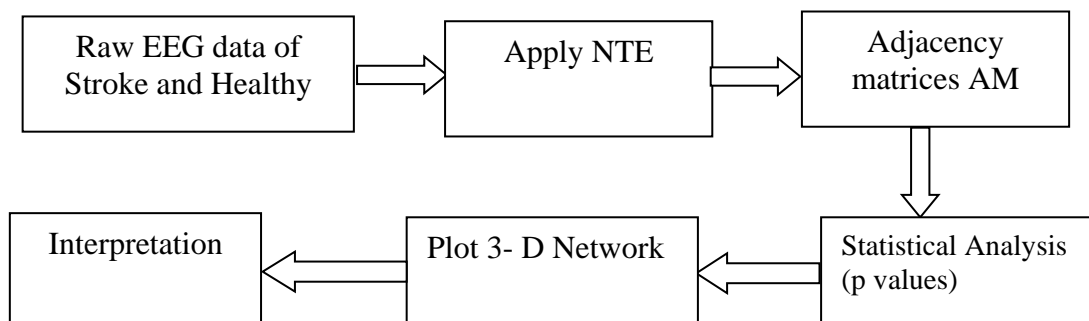 Raw EEG data of
Stroke and Healthy
Apply NTE
Adjacency
matrices AM
Statistical Analysis
(p values)
Plot 3- D Network
Interpretation